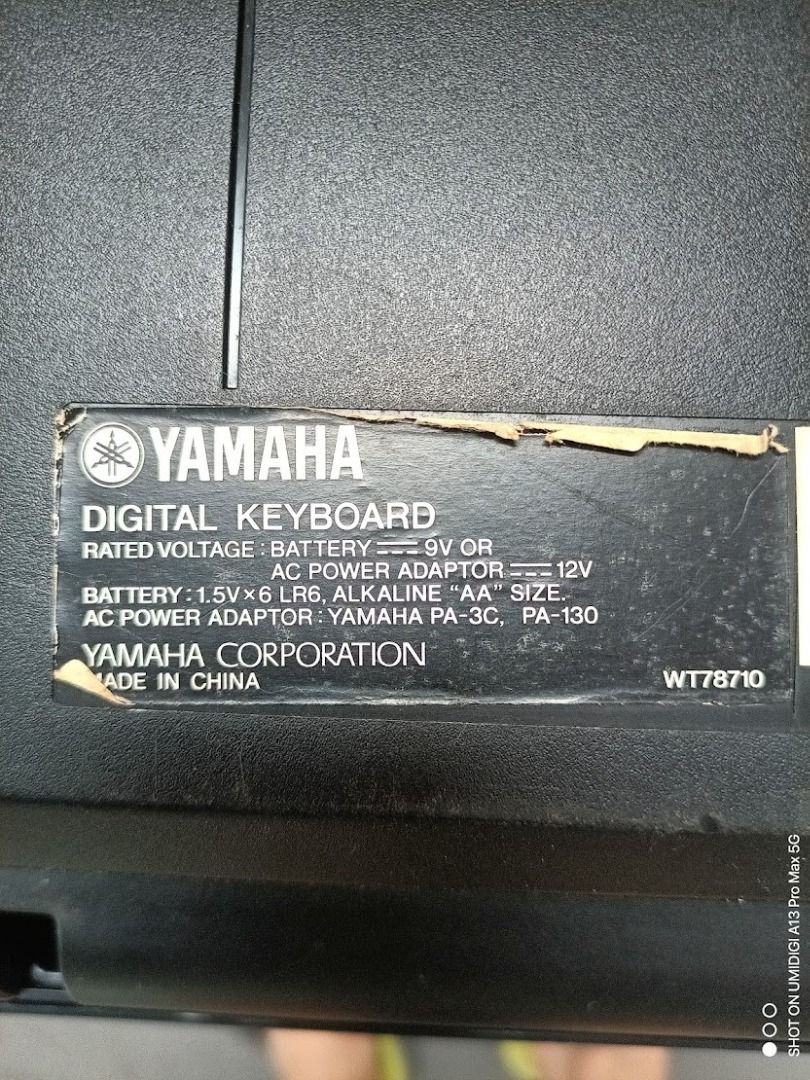 YAMAHA
DIGITAL KEYBOARD
RATED VOLTAGE : BATTERY ⎓ 9V OR
AC POWER ADAPTOR ⎓ 12V
BATTERY : 1.5V×6 LR6, ALKALINE “AA” SIZE.
AC POWER ADAPTOR : YAMAHA PA-3C, PA-130
YAMAHA CORPORATION
MADE IN CHINA
WT78710
SHOT ON UMIDIGI A13 Pro Max 5G